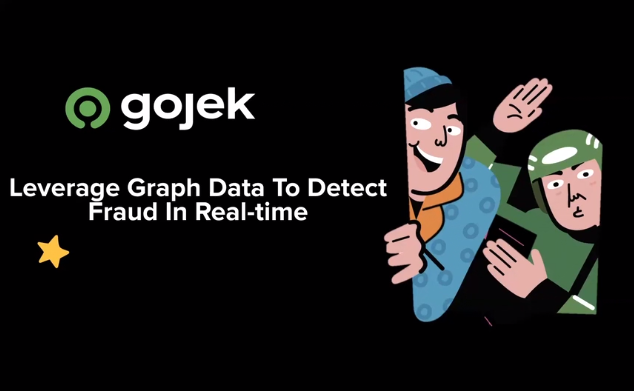 gojek
Leverage Graph Data To Detect
Fraud In Real-time